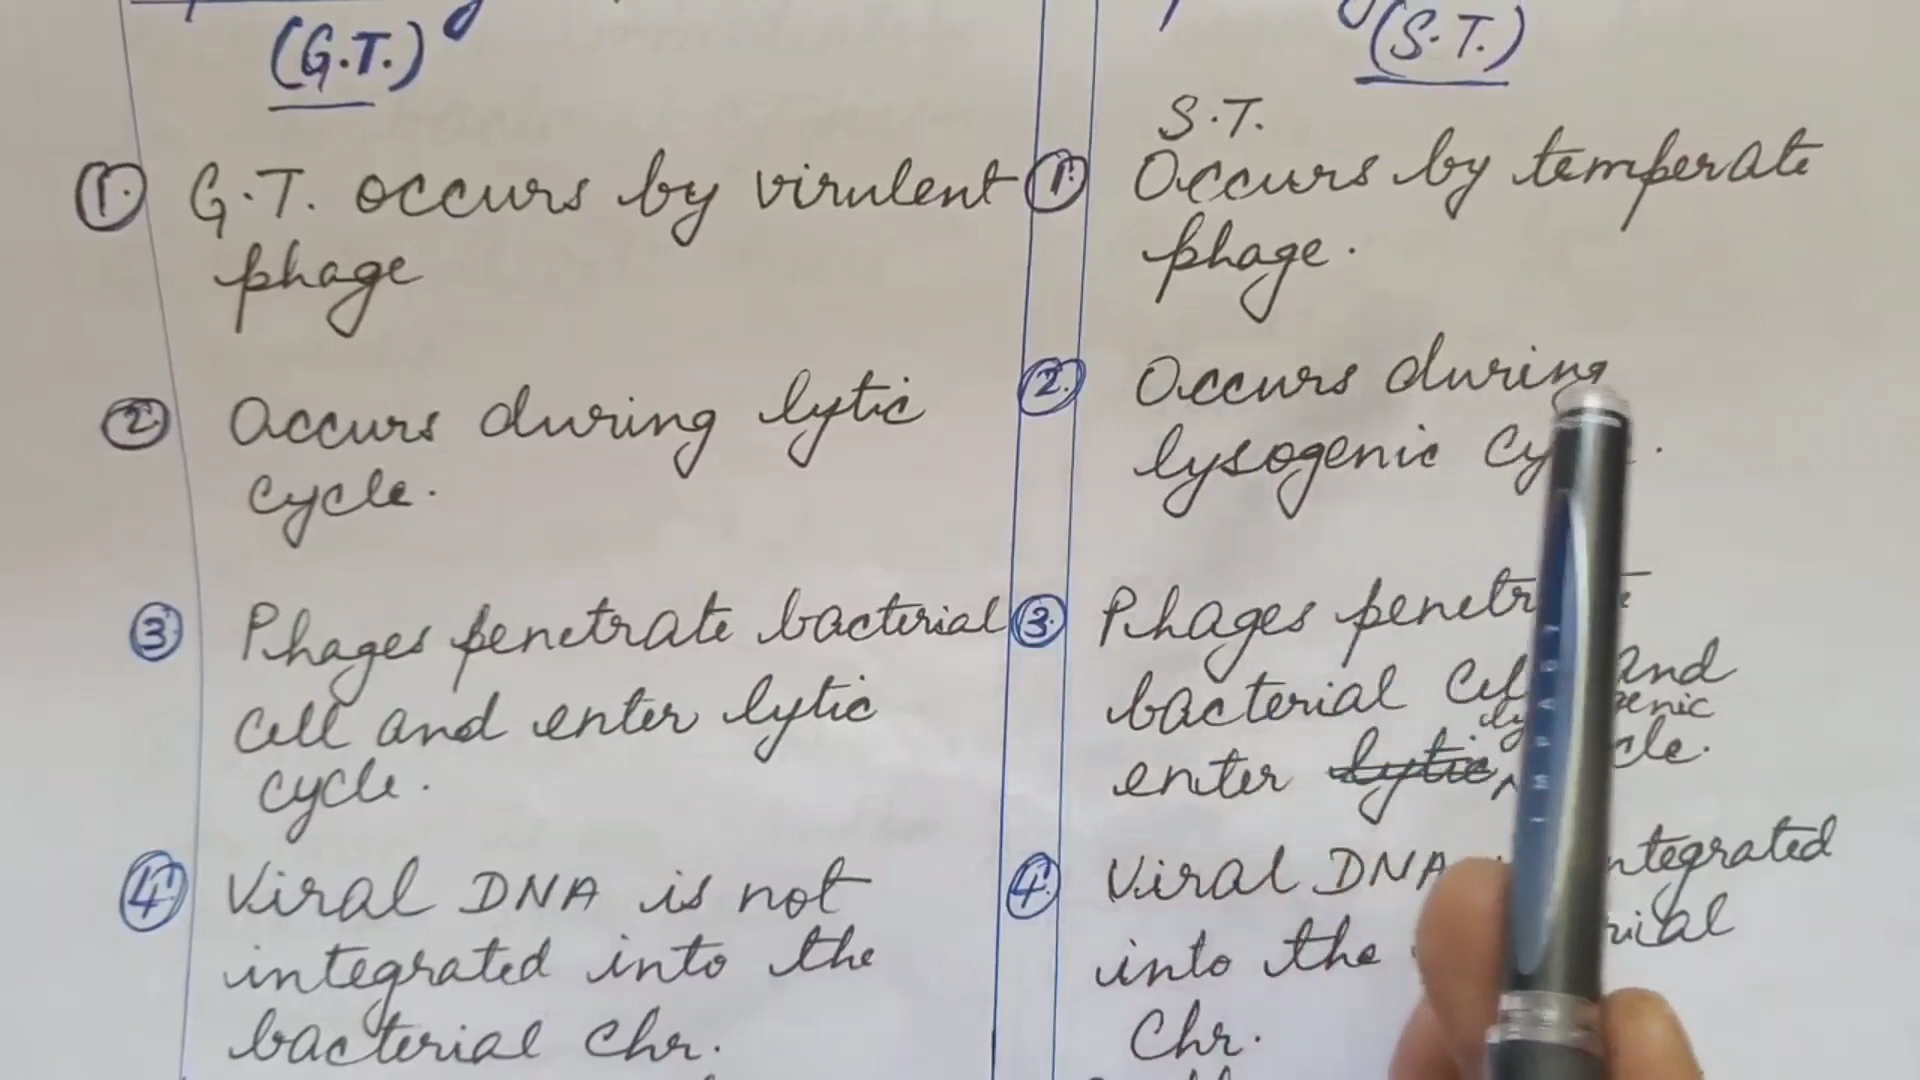 (G.T.)
① G.T. occurs by virulent
phage
② Occurs during lytic
cycle.
③ Phages penetrate bacterial
cell and enter lytic
cycle.
④ Viral DNA is not
integrated into the
bacterial chr.
(S.T.)
S.T.
① Occurs by temperate
phage.
② Occurs during
lysogenic
③ Phages
bacterial and
enter lytic
④ Viral DNA integrated
into the
Chr.
IMPACT